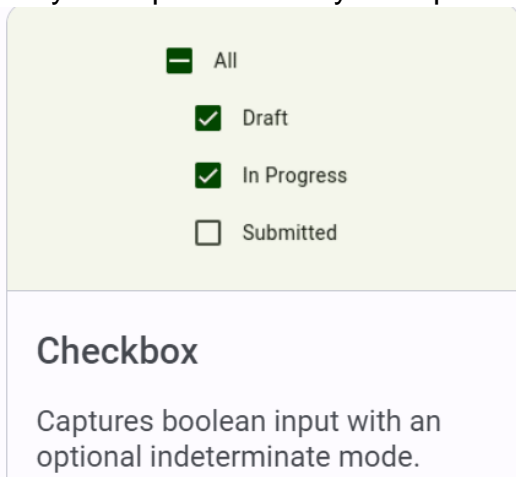 All
Draft
In Progress
Submitted
Checkbox
Captures boolean input with an
optional indeterminate mode.